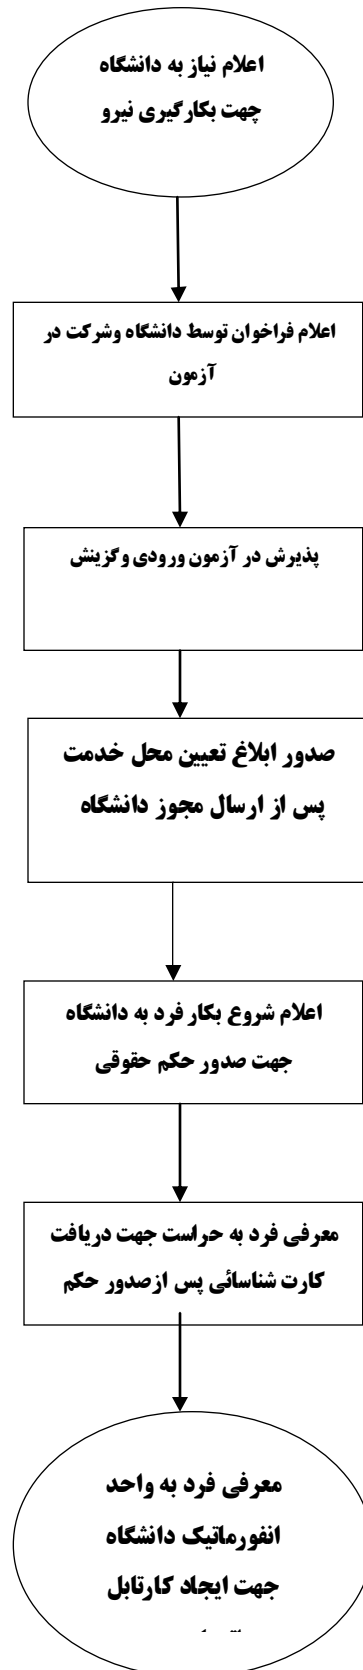 اعلام نیاز به دانشگاه
جهت بکارگیری نیرو
اعلام فراخوان توسط دانشگاه وشرکت در
آزمون
پذیرش در آزمون ورودی وگزینش
صدور ابلاغ تعیین محل خدمت
پس از ارسال مجوز دانشگاه
اعلام شروع بکار فرد به دانشگاه
جهت صدور حکم حقوقی
معرفی فرد به حراست جهت دریافت
کارت شناسائی پس ازصدور حکم
معرفی فرد به واحد
انفورماتیک دانشگاه
جهت ایجاد کارتابل